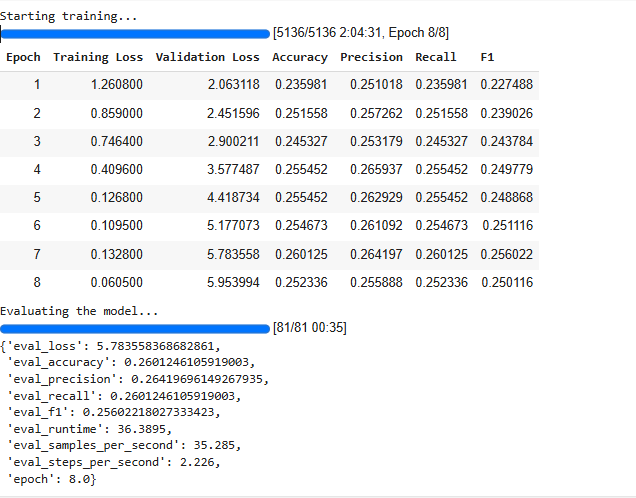 Starting training...
[5136/5136 2:04:31, Epoch 8/8]
Epoch Training Loss Validation Loss Accuracy Precision Recall F1
1 1.260800 2.063118 0.235981 0.251018 0.235981 0.227488
2 0.859000 2.451596 0.251558 0.257262 0.251558 0.239026
3 0.746400 2.900211 0.245327 0.253179 0.245327 0.243784
4 0.409600 3.577487 0.255452 0.265937 0.255452 0.249779
5 0.126800 4.418734 0.255452 0.262929 0.255452 0.248868
6 0.109500 5.177073 0.254673 0.261092 0.254673 0.251116
7 0.132800 5.783558 0.260125 0.264197 0.260125 0.256022
8 0.060500 5.953994 0.252336 0.255888 0.252336 0.250116
Evaluating the model...
[81/81 00:35]
{'eval_loss': 5.783558368682861,
'eval_accuracy': 0.2601246105919003,
'eval_precision': 0.26419696149267935,
'eval_recall': 0.2601246105919003,
'eval_f1': 0.25602218027333423,
'eval_runtime': 36.3895,
'eval_samples_per_second': 35.285,
'eval_steps_per_second': 2.226,
'epoch': 8.0}